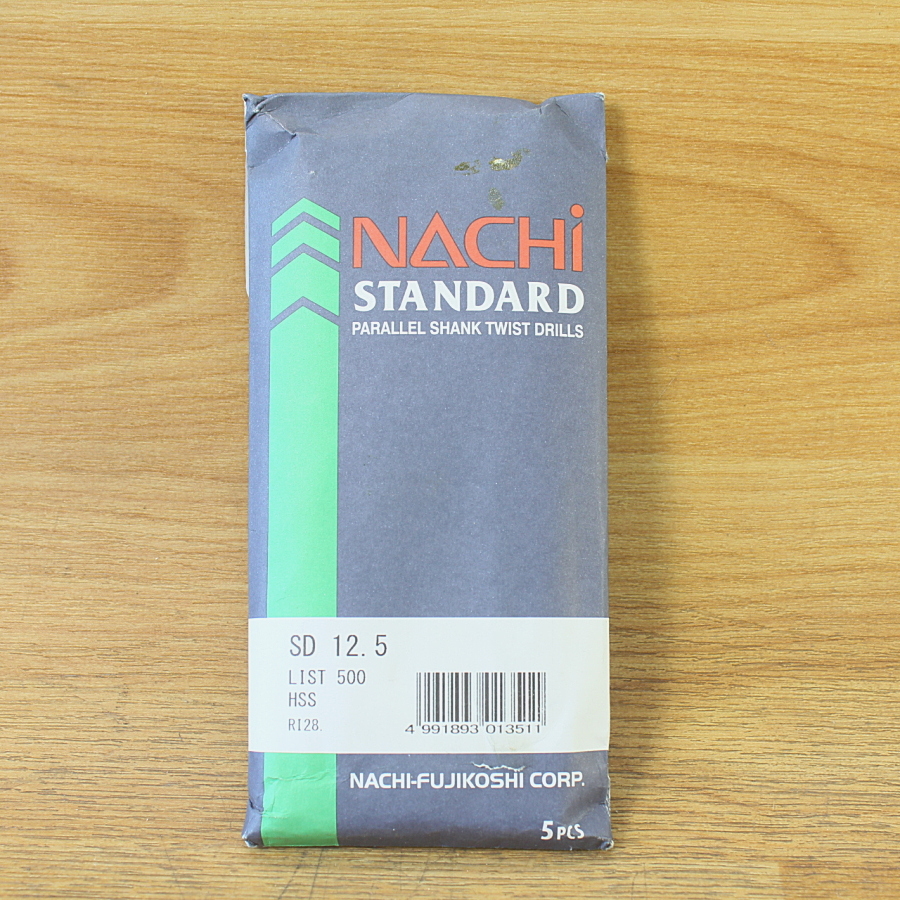 NACHi
STANDARD
PARALLEL SHANK TWIST DRILLS
SD 12.5
LIST 500
HSS
RI28.
4 991893 013511
NACHI-FUJIKOSHI CORP.
5 PCS